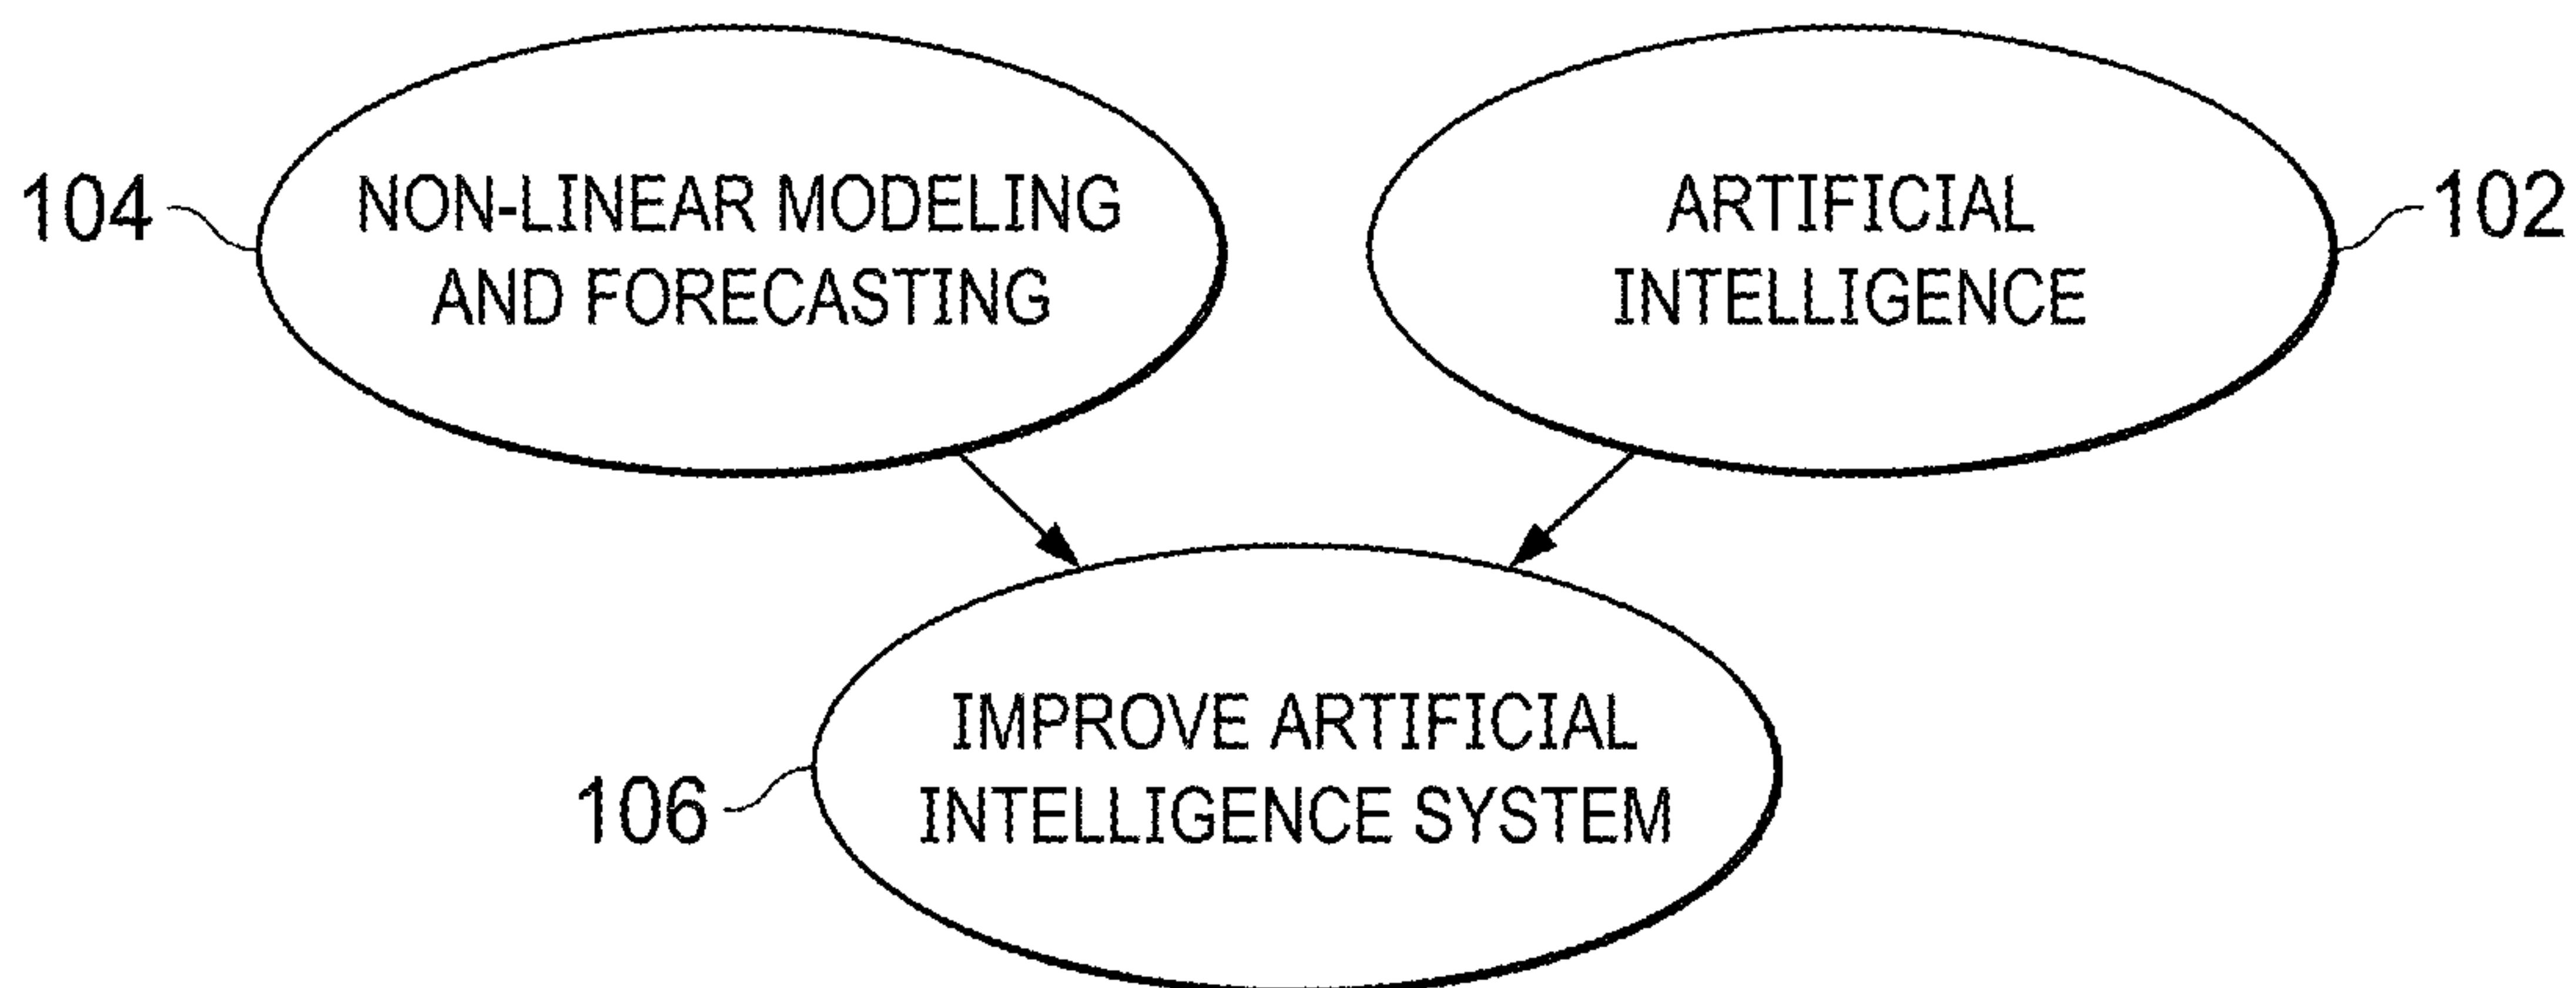 104
NON-LINEAR MODELING
AND FORECASTING
ARTIFICIAL
INTELLIGENCE
102
106
IMPROVE ARTIFICIAL
INTELLIGENCE SYSTEM